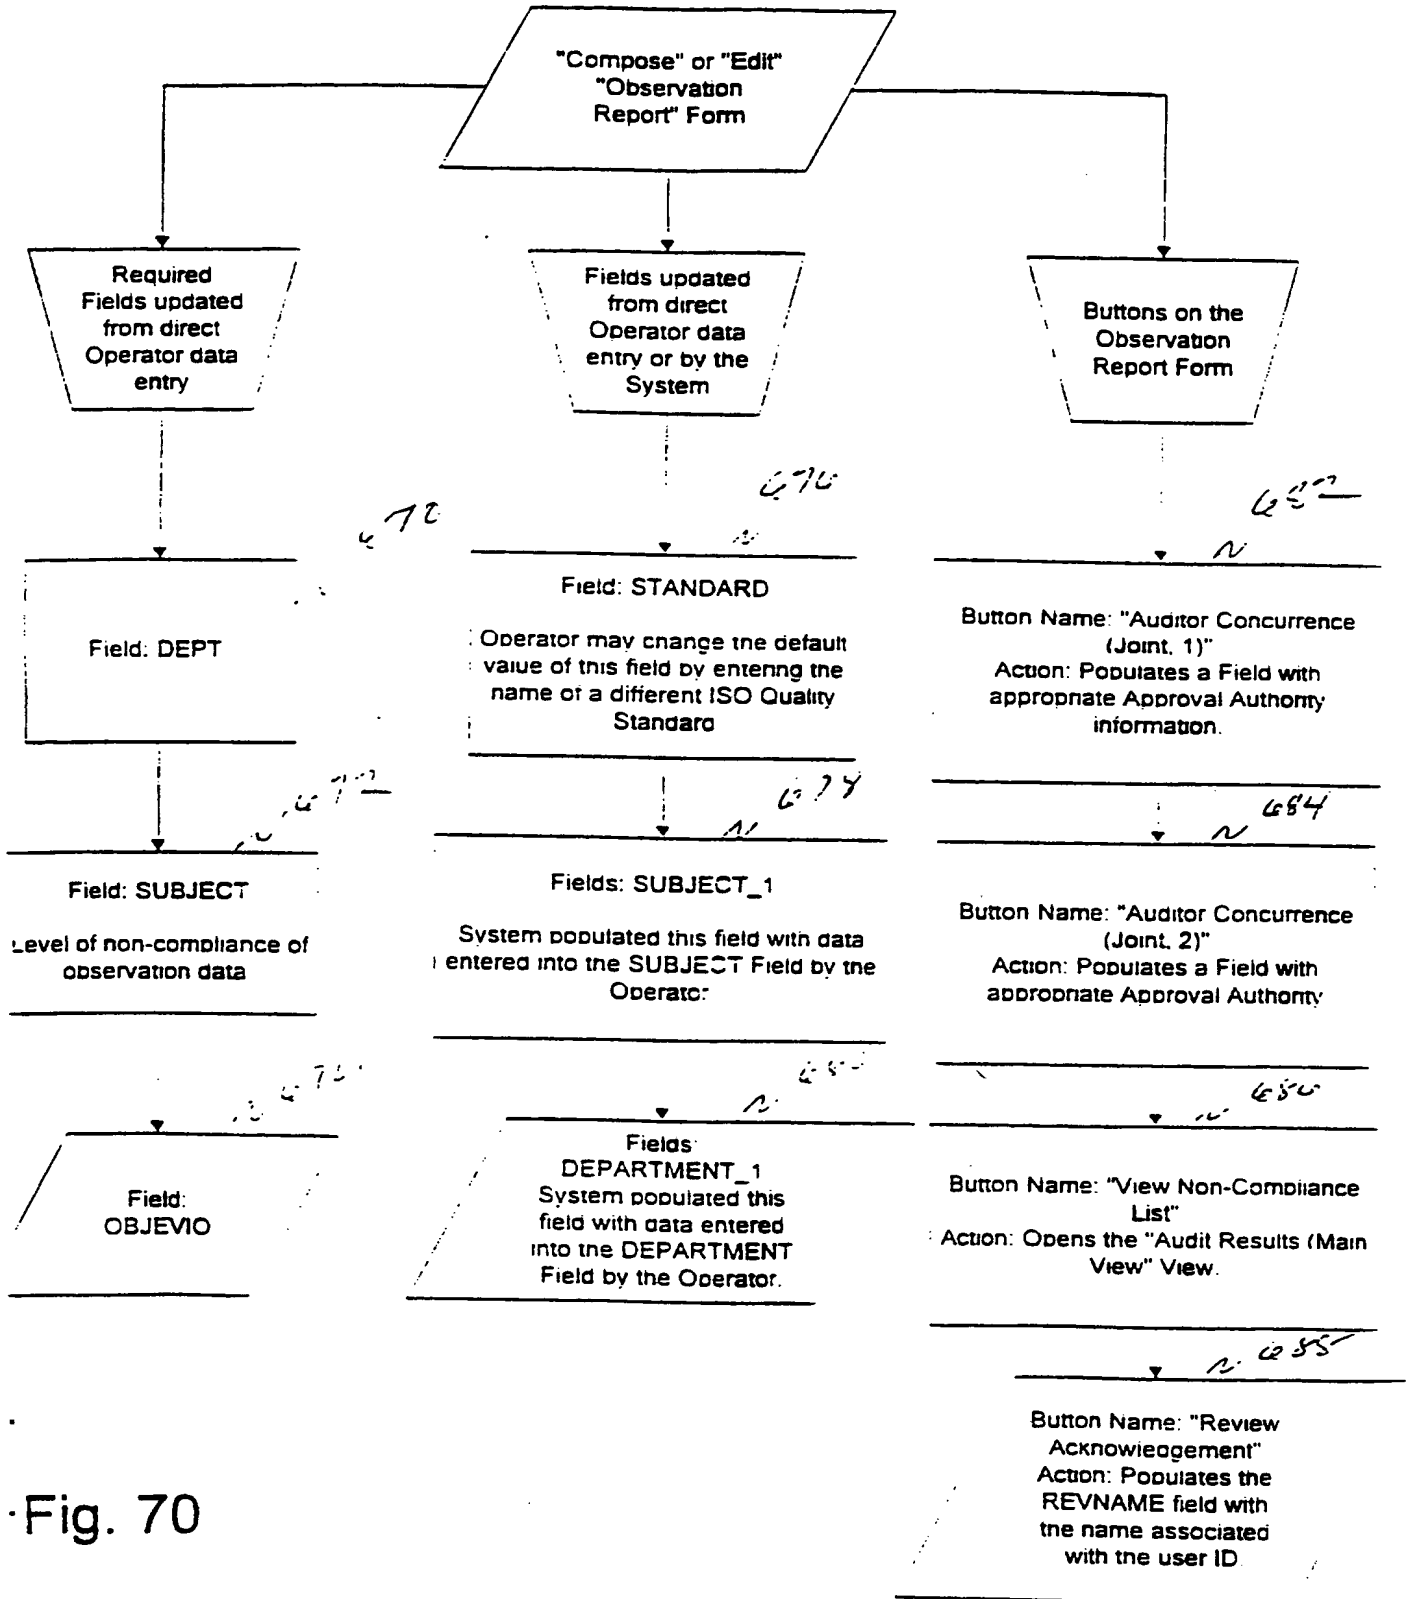 "Compose" or "Edit"
"Observation
Report" Form
Required
Fields updated
from direct
Operator data
entry
Fields updated
from direct
Operator data
entry or by the
System
Buttons on the
Observation
Report Form
Field: DEPT
Field: SUBJECT
Level of non-compliance of
observation data
Field:
OBJEVIO
Field: STANDARD
Operator may change the default
value of this field by entering the
name of a different ISO Quality
Standard
678
Fields: SUBJECT_1
System populated this field with data
entered into the SUBJECT Field by the
Operator.
Fields:
DEPARTMENT_1
System populated this
field with data entered
into the DEPARTMENT
Field by the Operator.
Button Name: "Auditor Concurrence
(Joint, 1)"
Action: Populates a Field with
appropriate Approval Authority
information.
684
Button Name: "Auditor Concurrence
(Joint, 2)"
Action: Populates a Field with
appropriate Approval Authority
Button Name: "View Non-Compliance
List"
Action: Opens the "Audit Results (Main
View" View.
Button Name: "Review
Acknowledgement"
Action: Populates the
REVNAME field with
the name associated
with the user ID
Fig. 70